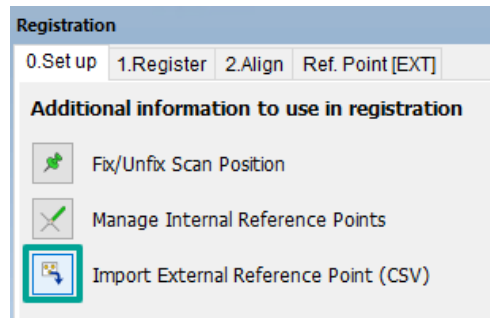 Registration
0.Set up 1.Register 2.Align Ref. Point [EXT]
Additional information to use in registration
Fix/Unfix Scan Position
Manage Internal Reference Points
Import External Reference Point (CSV)